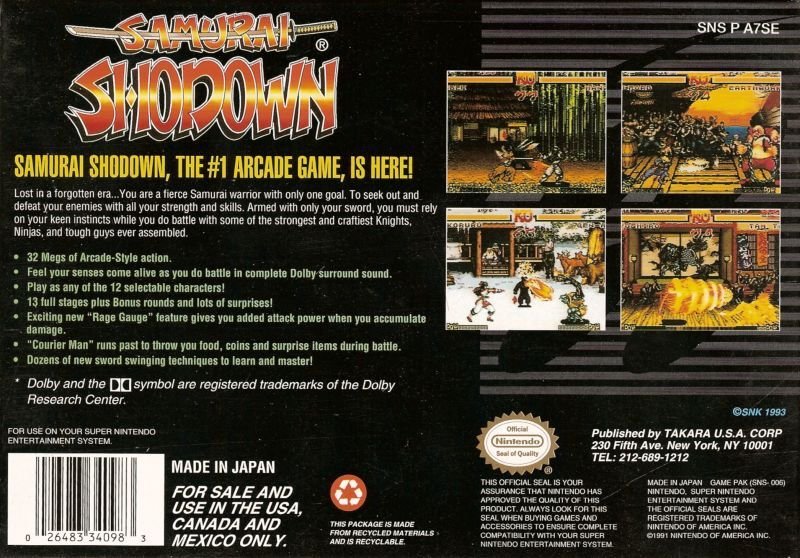 SAMURAI
SHODOWN®
SNS P A7SE
SAMURAI SHODOWN, THE #1 ARCADE GAME, IS HERE!
Lost in a forgotten era...You are a fierce Samurai warrior with only one goal. To seek out and
defeat your enemies with all your strength and skills. Armed with only your sword, you must rely
on your keen instincts while you do battle with some of the strongest and craftiest Knights,
Ninjas, and tough guys ever assembled.
• 32 Megs of Arcade-Style action.
• Feel your senses come alive as you do battle in complete Dolby surround sound.
• Play as any of the 12 selectable characters!
• 13 full stages plus Bonus rounds and lots of surprises!
• Exciting new "Rage Gauge" feature gives you added attack power when you accumulate
damage.
• "Courier Man" runs past to throw you food, coins and surprise items during battle.
• Dozens of new sword swinging techniques to learn and master!
* Dolby and the symbol are registered trademarks of the Dolby
Research Center.
©SNK 1993
FOR USE ON YOUR SUPER NINTENDO
ENTERTAINMENT SYSTEM.
0 26483 34098 3
MADE IN JAPAN
FOR SALE AND
USE IN THE USA,
CANADA AND
MEXICO ONLY.
THIS PACKAGE IS MADE
FROM RECYCLED MATERIALS
AND IS RECYCLABLE.
Official
Nintendo
Seal of Quality
®
Published by TAKARA U.S.A. CORP
230 Fifth Ave. New York, NY 10001
TEL: 212-689-1212
THIS OFFICIAL SEAL IS YOUR
ASSURANCE THAT NINTENDO HAS
APPROVED THE QUALITY OF THIS
PRODUCT. ALWAYS LOOK FOR THIS
SEAL WHEN BUYING GAMES AND
ACCESSORIES TO ENSURE COMPLETE
COMPATIBILITY WITH YOUR SUPER
NINTENDO ENTERTAINMENT SYSTEM.
MADE IN JAPAN GAME PAK (SNS- 006)
NINTENDO, SUPER NINTENDO
ENTERTAINMENT SYSTEM AND
THE OFFICIAL SEALS ARE
REGISTERED TRADEMARKS OF
NINTENDO OF AMERICA INC.
©1991 NINTENDO OF AMERICA INC.